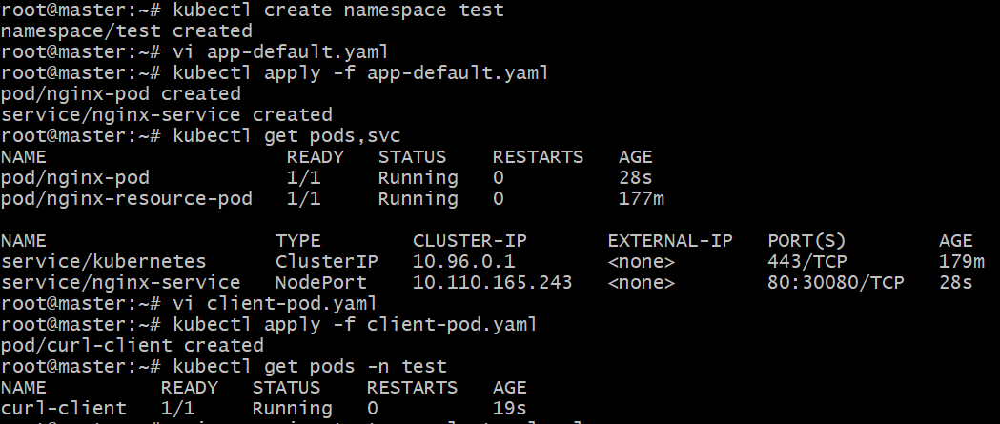 root@master:~# kubectl create namespace test
namespace/test created
root@master:~# vi app-default.yaml
root@master:~# kubectl apply -f app-default.yaml
pod/nginx-pod created
service/nginx-service created
root@master:~# kubectl get pods,svc
NAME READY STATUS RESTARTS AGE
pod/nginx-pod 1/1 Running 0 28s
pod/nginx-resource-pod 1/1 Running 0 177m
NAME TYPE CLUSTER-IP EXTERNAL-IP PORT(S) AGE
service/kubernetes ClusterIP 10.96.0.1 <none> 443/TCP 179m
service/nginx-service NodePort 10.110.165.243 <none> 80:30080/TCP 28s
root@master:~# vi client-pod.yaml
root@master:~# kubectl apply -f client-pod.yaml
pod/curl-client created
root@master:~# kubectl get pods -n test
NAME READY STATUS RESTARTS AGE
curl-client 1/1 Running 0 19s